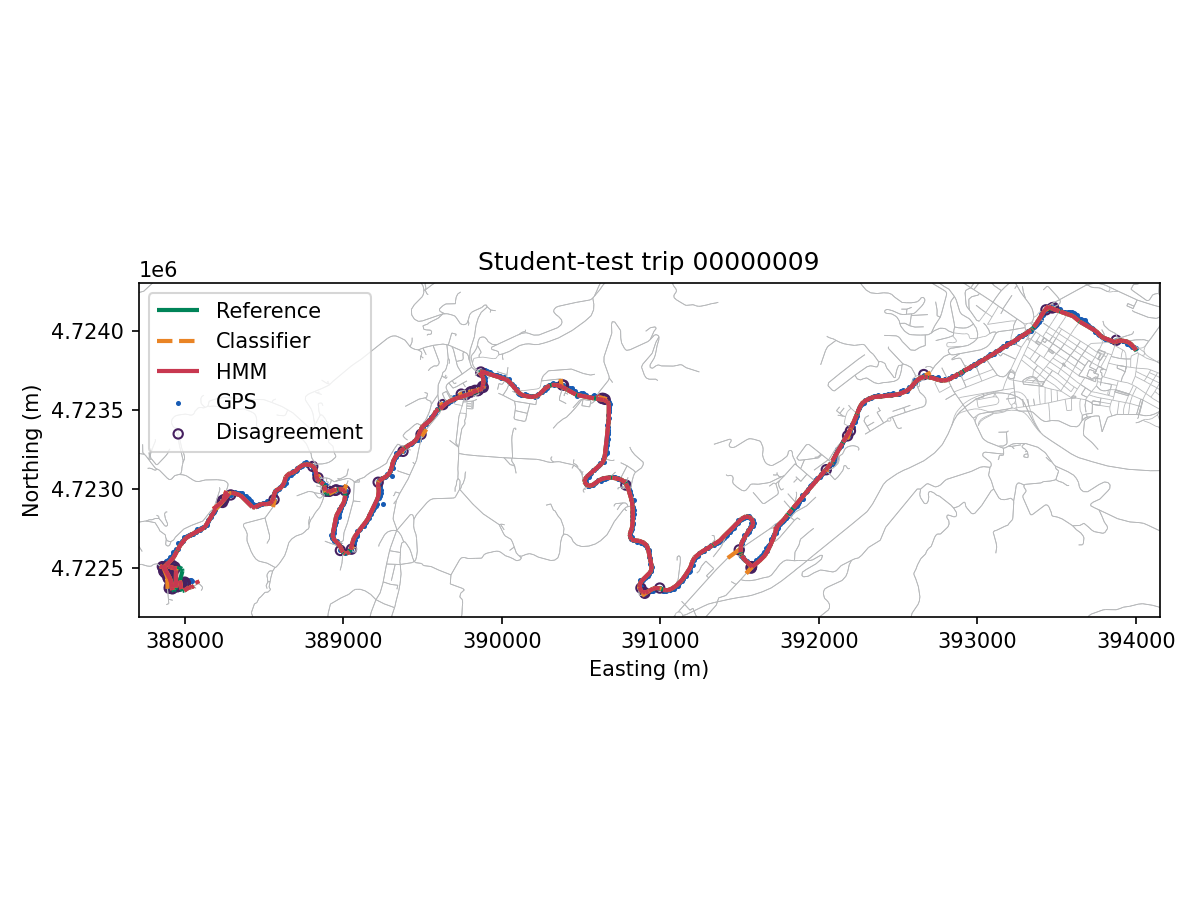 Student-test trip 00000009
1e6
Reference
Classifier
HMM
GPS
Disagreement
4.7240
4.7235
4.7230
4.7225
Northing (m)
388000 389000 390000 391000 392000 393000 394000
Easting (m)